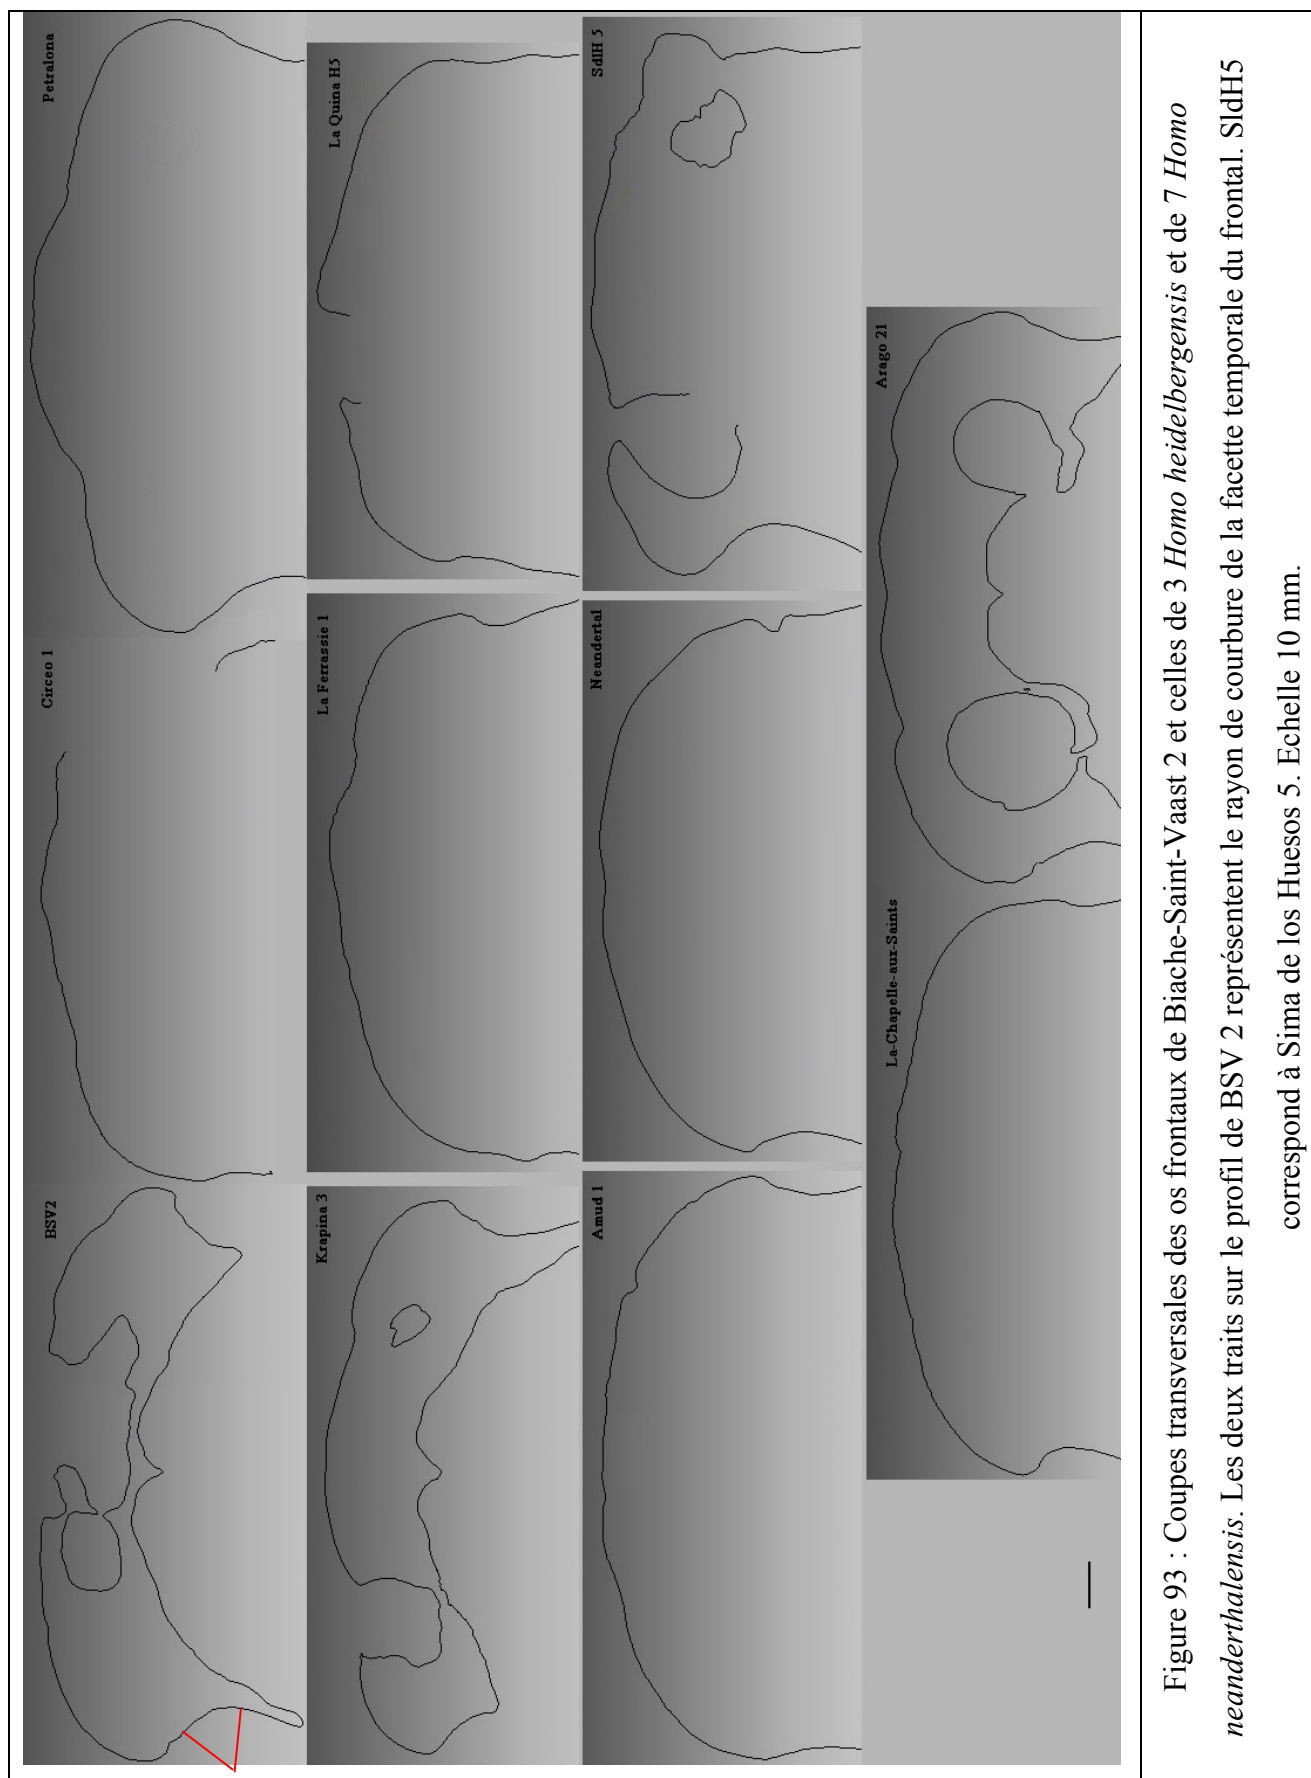 BSV2
Circeo 1
Petralona
Krapina 3
La Ferrassie 1
La Quina H5
Amud 1
Neandertal
SdlH 5
La-Chapelle-aux-Saints
Arago 21
Figure 93 : Coupes transversales des os frontaux de Biache-Saint-Vaast 2 et celles de 3 Homo heidelbergensis et de 7 Homo
neanderthalensis. Les deux traits sur le profil de BSV 2 représentent le rayon de courbure de la facette temporale du frontal. SldH5
correspond à Sima de los Huesos 5. Echelle 10 mm.